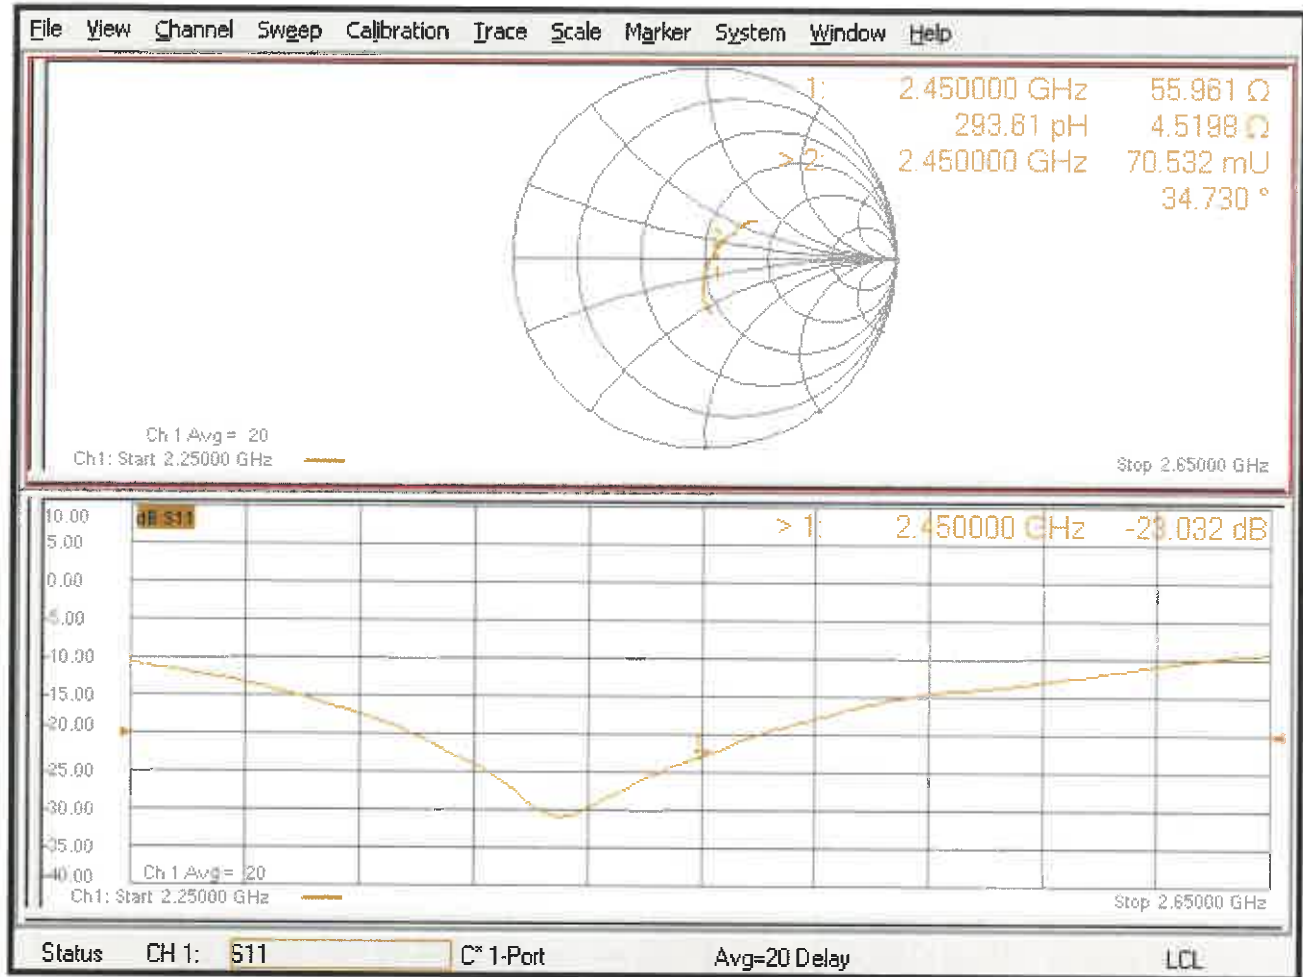 File View Channel Sweep Calibration Trace Scale Marker System Window Help
1: 2.450000 GHz 55.961 Ω
293.61 pH 4.5198 Ω
> 2: 2.450000 GHz 70.532 mU
34.730 °
Ch 1 Avg = 20
Ch1: Start 2.25000 GHz
Stop 2.65000 GHz
10.00
dB S11
> 1: 2.450000 GHz -23.032 dB
5.00
0.00
-5.00
-10.00
-15.00
-20.00
-25.00
-30.00
-35.00
-40.00
Ch 1 Avg = 20
Ch1: Start 2.25000 GHz
Stop 2.65000 GHz
Status CH 1: S11 C* 1-Port Avg=20 Delay LCL